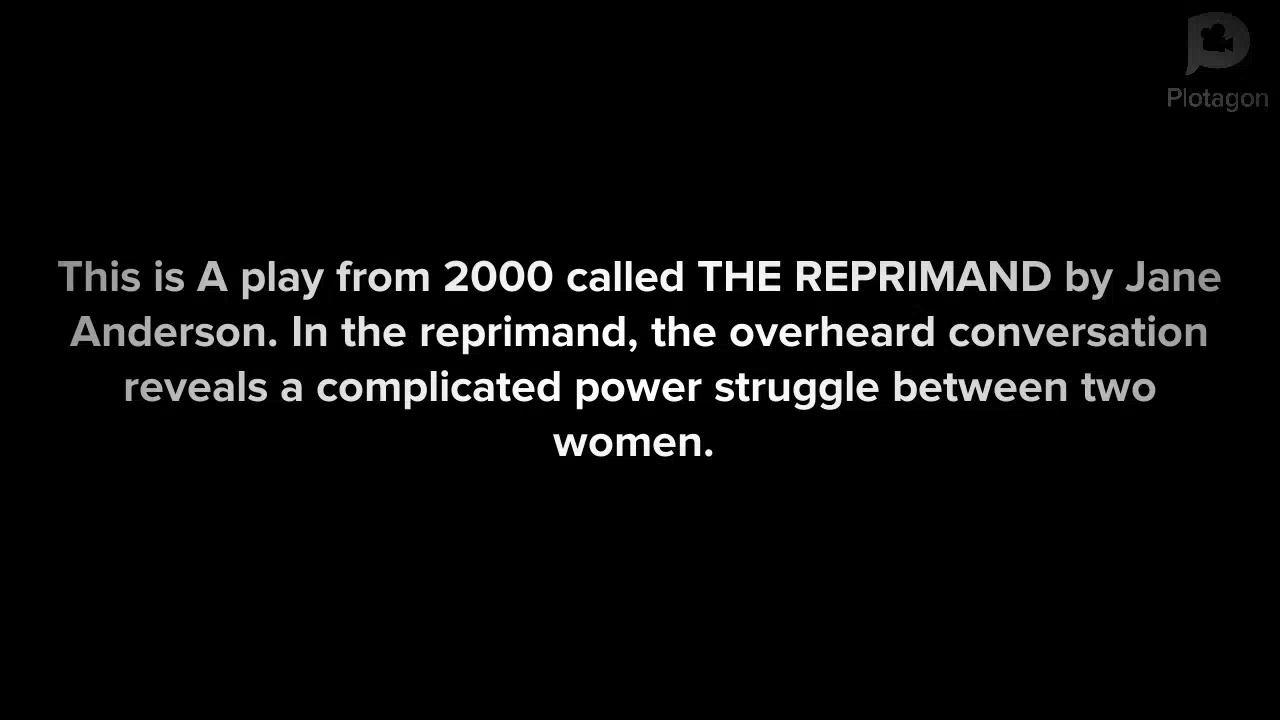 Plotagon
This is A play from 2000 called THE REPRIMAND by Jane
Anderson. In the reprimand, the overheard conversation
reveals a complicated power struggle between two
women.